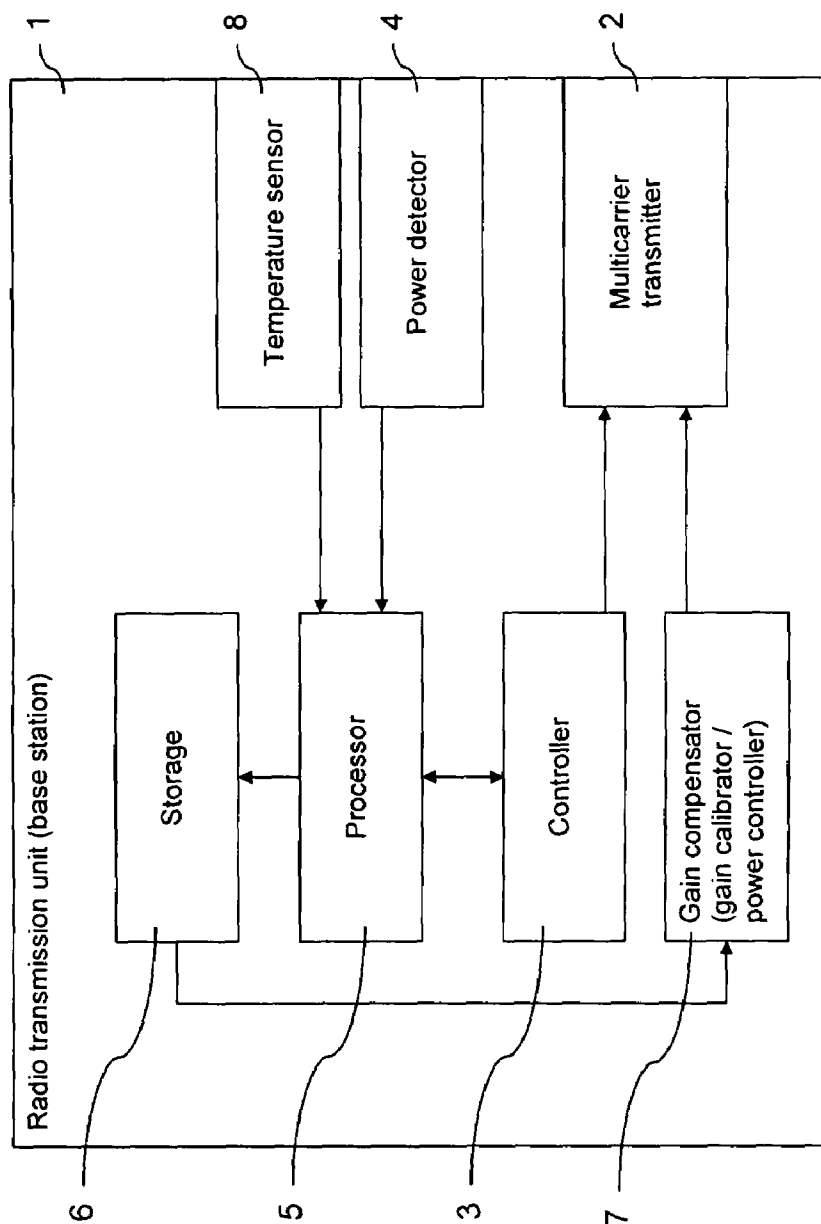 Radio transmission unit (base station)
1
6
Storage
Temperature sensor
8
5
Processor
Power detector
4
3
Controller
Multicarrier
transmitter
2
7
Gain compensator
(gain calibrator /
power controller)